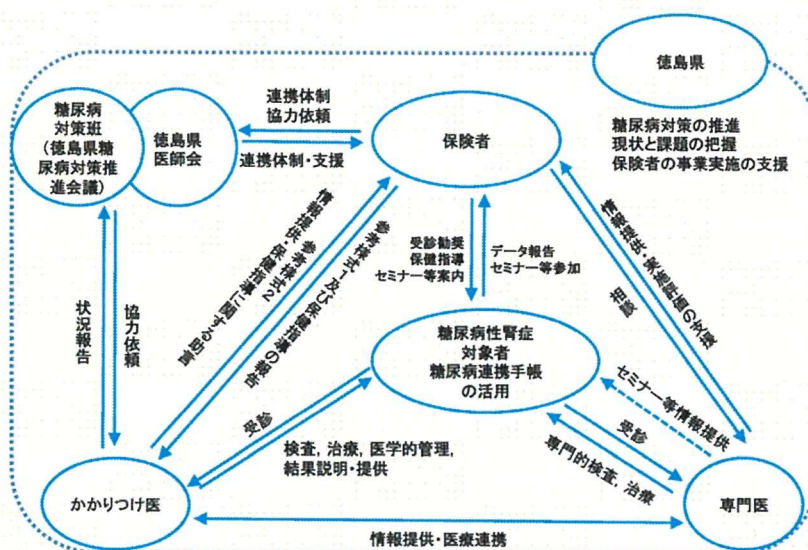 徳島県
糖尿病対策の推進
現状と課題の把握
保険者の事業実施の支援
糖尿病
対策班
(徳島県糖
尿病対策推
進会議)
徳島県
医師会
連携体制
協力依頼
連携体制・支援
保険者
情報提供・参考様式2
保健指導に関する助言
参考様式1及び保健指導の報告
受診勧奨
保健指導
セミナー等案内
データ報告
セミナー等参加
情報提供・実施評価の支援
相談
状況報告
協力依頼
糖尿病性腎症
対象者
糖尿病連携手帳
の活用
セミナー等情報提供
受診
検査, 治療, 医学的管理,
結果説明・提供
受診
専門的検査, 治療
かかりつけ医
専門医
情報提供・医療連携